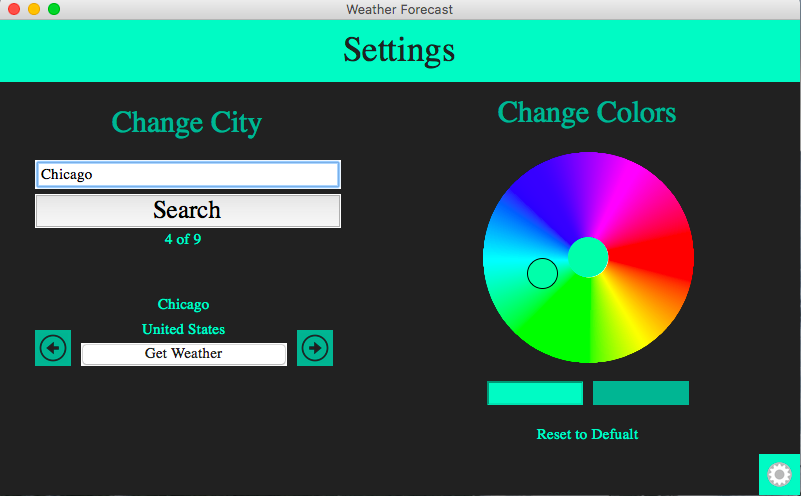 Weather Forecast
Settings
Change City
Chicago
Search
4 of 9
Chicago
United States
Get Weather
Change Colors
Reset to Defualt